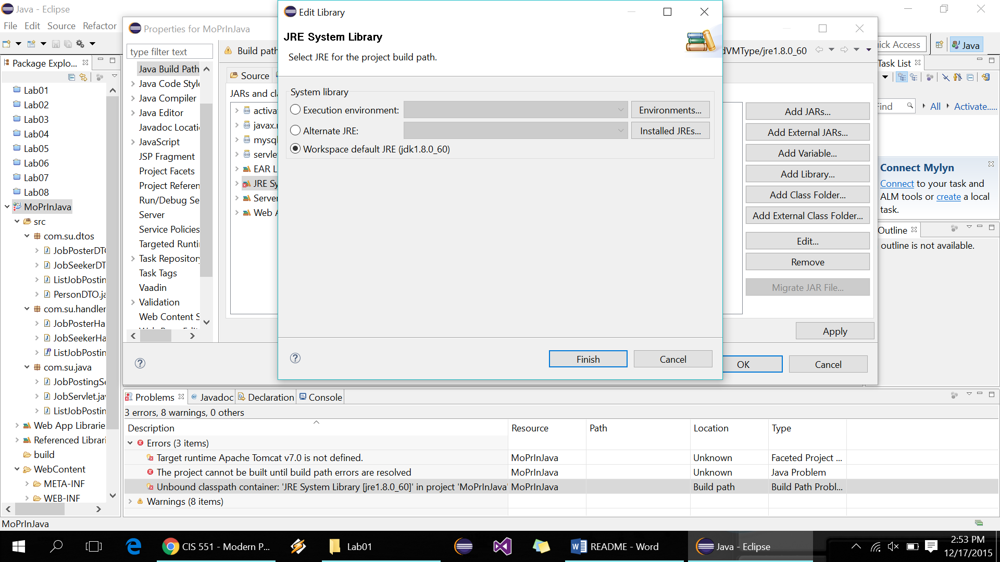 Java - Eclipse
File Edit Source Refactor
Quick Access
Java
Package Explo...
Lab01
Lab02
Lab03
Lab04
Lab05
Lab06
Lab07
Lab08
MoPrInJava
src
com.su.dtos
JobPosterDT
JobSeekerDT
ListJobPostin
PersonDTO.ja
com.su.handler
JobPosterHa
JobSeekerHa
ListJobPostin
com.su.java
JobPostingSe
JobServlet.jav
ListJobPostin
Web App Librarie
Referenced Librari
build
WebContent
META-INF
WEB-INF
MoPrInJava
Properties for MoPrInJava
type filter text
Java Build Path
Java Code Style
Java Compiler
Java Editor
Javadoc Locati
JavaScript
JSP Fragment
Project Facets
Project Referen
Run/Debug Se
Server
Service Policies
Targeted Runti
Task Repository
Task Tags
Vaadin
Validation
Web Content S
Build path
dVMType/jre1.8.0_60
Source
JARs and cl
activa
javax.r
mysql
servle
EAR L
JRE Sy
Server
Web A
Add JARs...
Add External JARs...
Add Variable...
Add Library...
Add Class Folder...
Add External Class Folder...
Edit...
Remove
Migrate JAR File...
Apply
OK
Cancel
Edit Library
JRE System Library
Select JRE for the project build path.
System library
Execution environment:
Environments...
Alternate JRE:
Installed JREs...
Workspace default JRE (jdk1.8.0_60)
Finish
Cancel
Task List
Find
All
Activate.....
Connect Mylyn
Connect to your task and
ALM tools or create a local
task.
Outline
outline is not available.
Problems
@ Javadoc
Declaration
Console
3 errors, 8 warnings, 0 others
Description Resource Path Location Type
Errors (3 items)
Target runtime Apache Tomcat v7.0 is not defined. MoPrInJava Unknown Faceted Project ...
The project cannot be built until build path errors are resolved MoPrInJava Unknown Java Problem
Unbound classpath container: 'JRE System Library [jre1.8.0_60]' in project 'MoPrInJava' MoPrInJava Build path Build Path Probl...
Warnings (8 items)
CIS 551 - Modern P...
Lab01
README - Word
Java - Eclipse
2:53 PM
12/17/2015